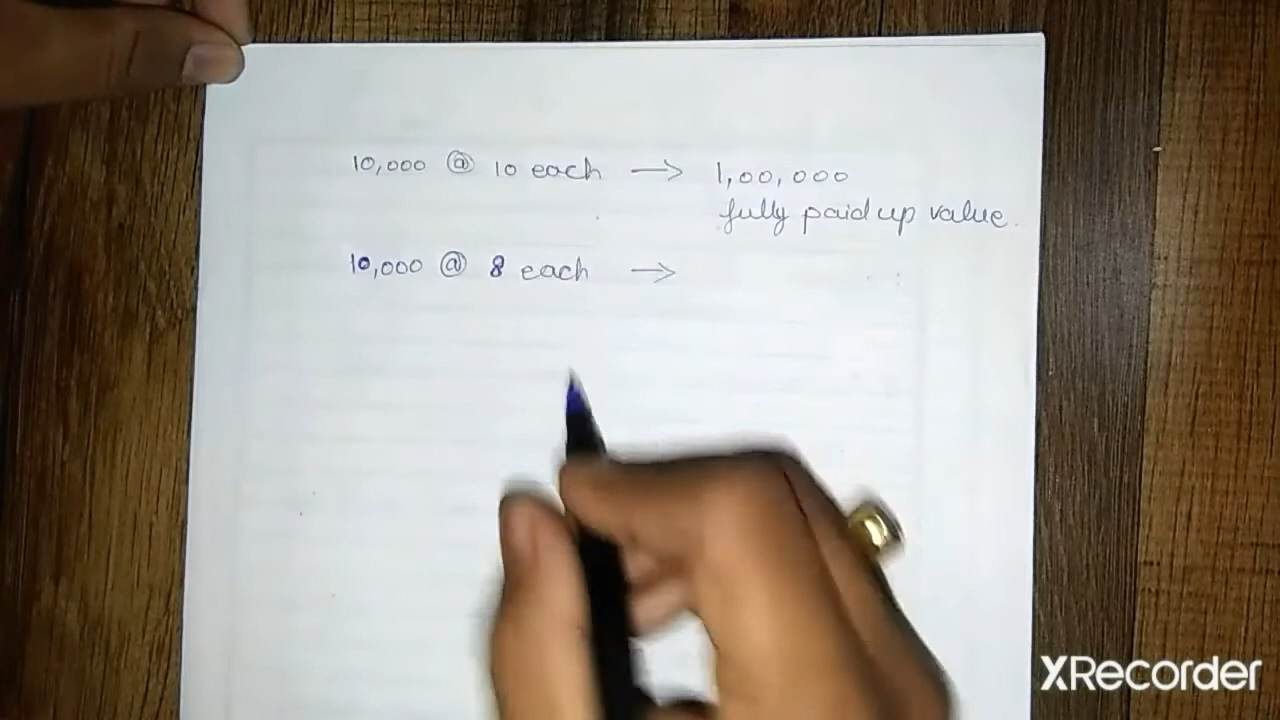 10,000 @ 10 each → 1,00,000
fully paid up value.
10,000 @ 8 each →
XRecorder